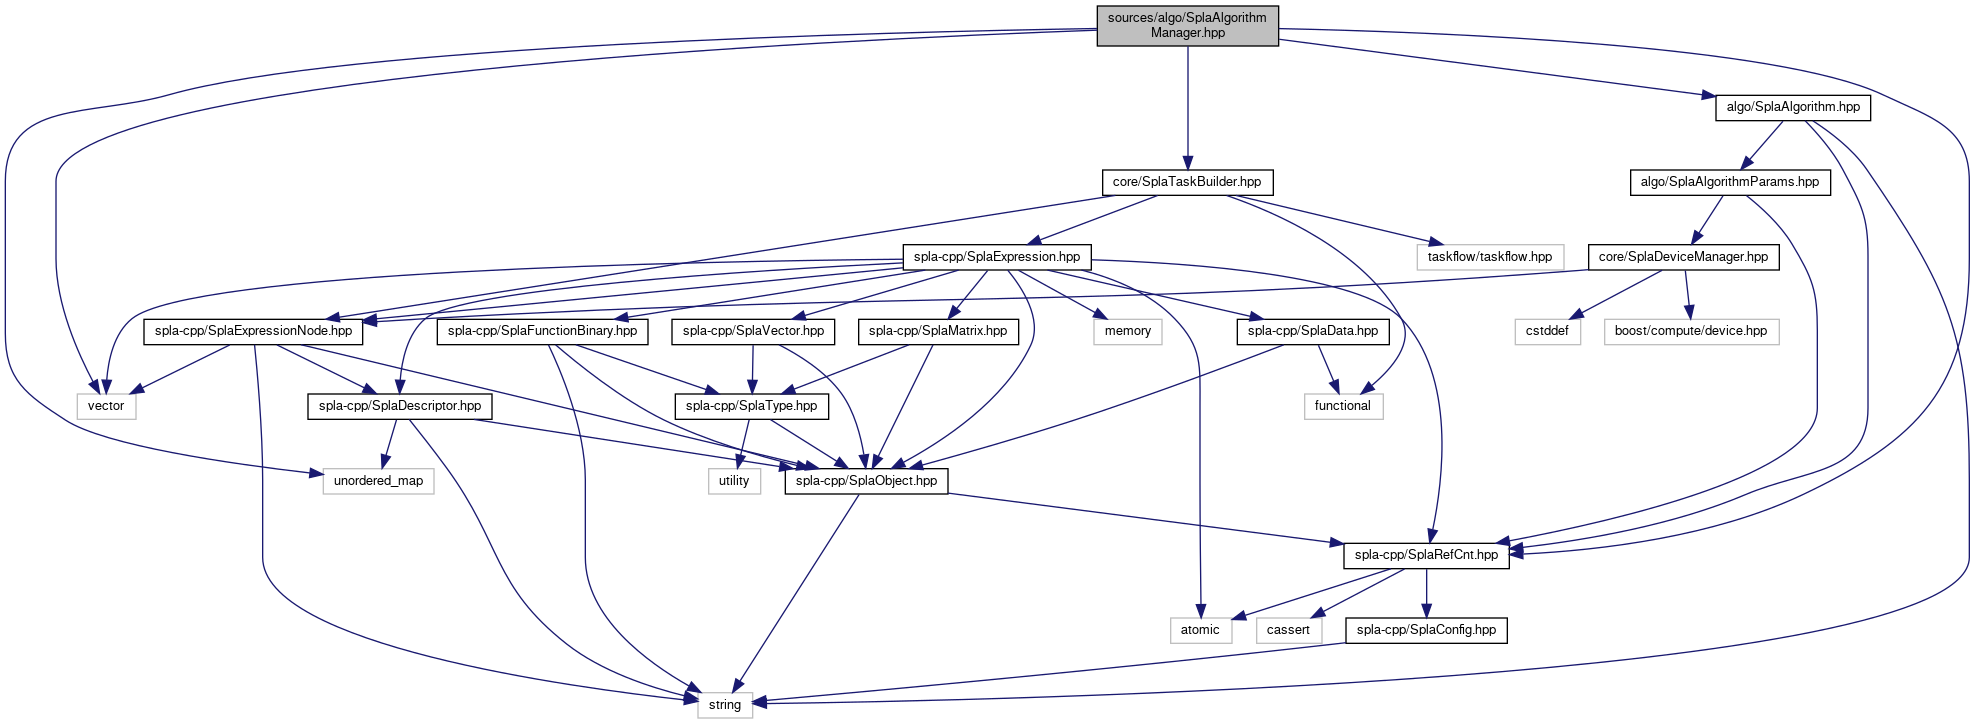 sources/algo/SplaAlgorithm
Manager.hpp
algo/SplaAlgorithm.hpp
core/SplaTaskBuilder.hpp
algo/SplaAlgorithmParams.hpp
spla-cpp/SplaExpression.hpp
taskflow/taskflow.hpp
core/SplaDeviceManager.hpp
spla-cpp/SplaExpressionNode.hpp
spla-cpp/SplaFunctionBinary.hpp
spla-cpp/SplaVector.hpp
spla-cpp/SplaMatrix.hpp
memory
spla-cpp/SplaData.hpp
cstddef
boost/compute/device.hpp
vector
spla-cpp/SplaDescriptor.hpp
spla-cpp/SplaType.hpp
functional
unordered_map
utility
spla-cpp/SplaObject.hpp
spla-cpp/SplaRefCnt.hpp
atomic
cassert
spla-cpp/SplaConfig.hpp
string